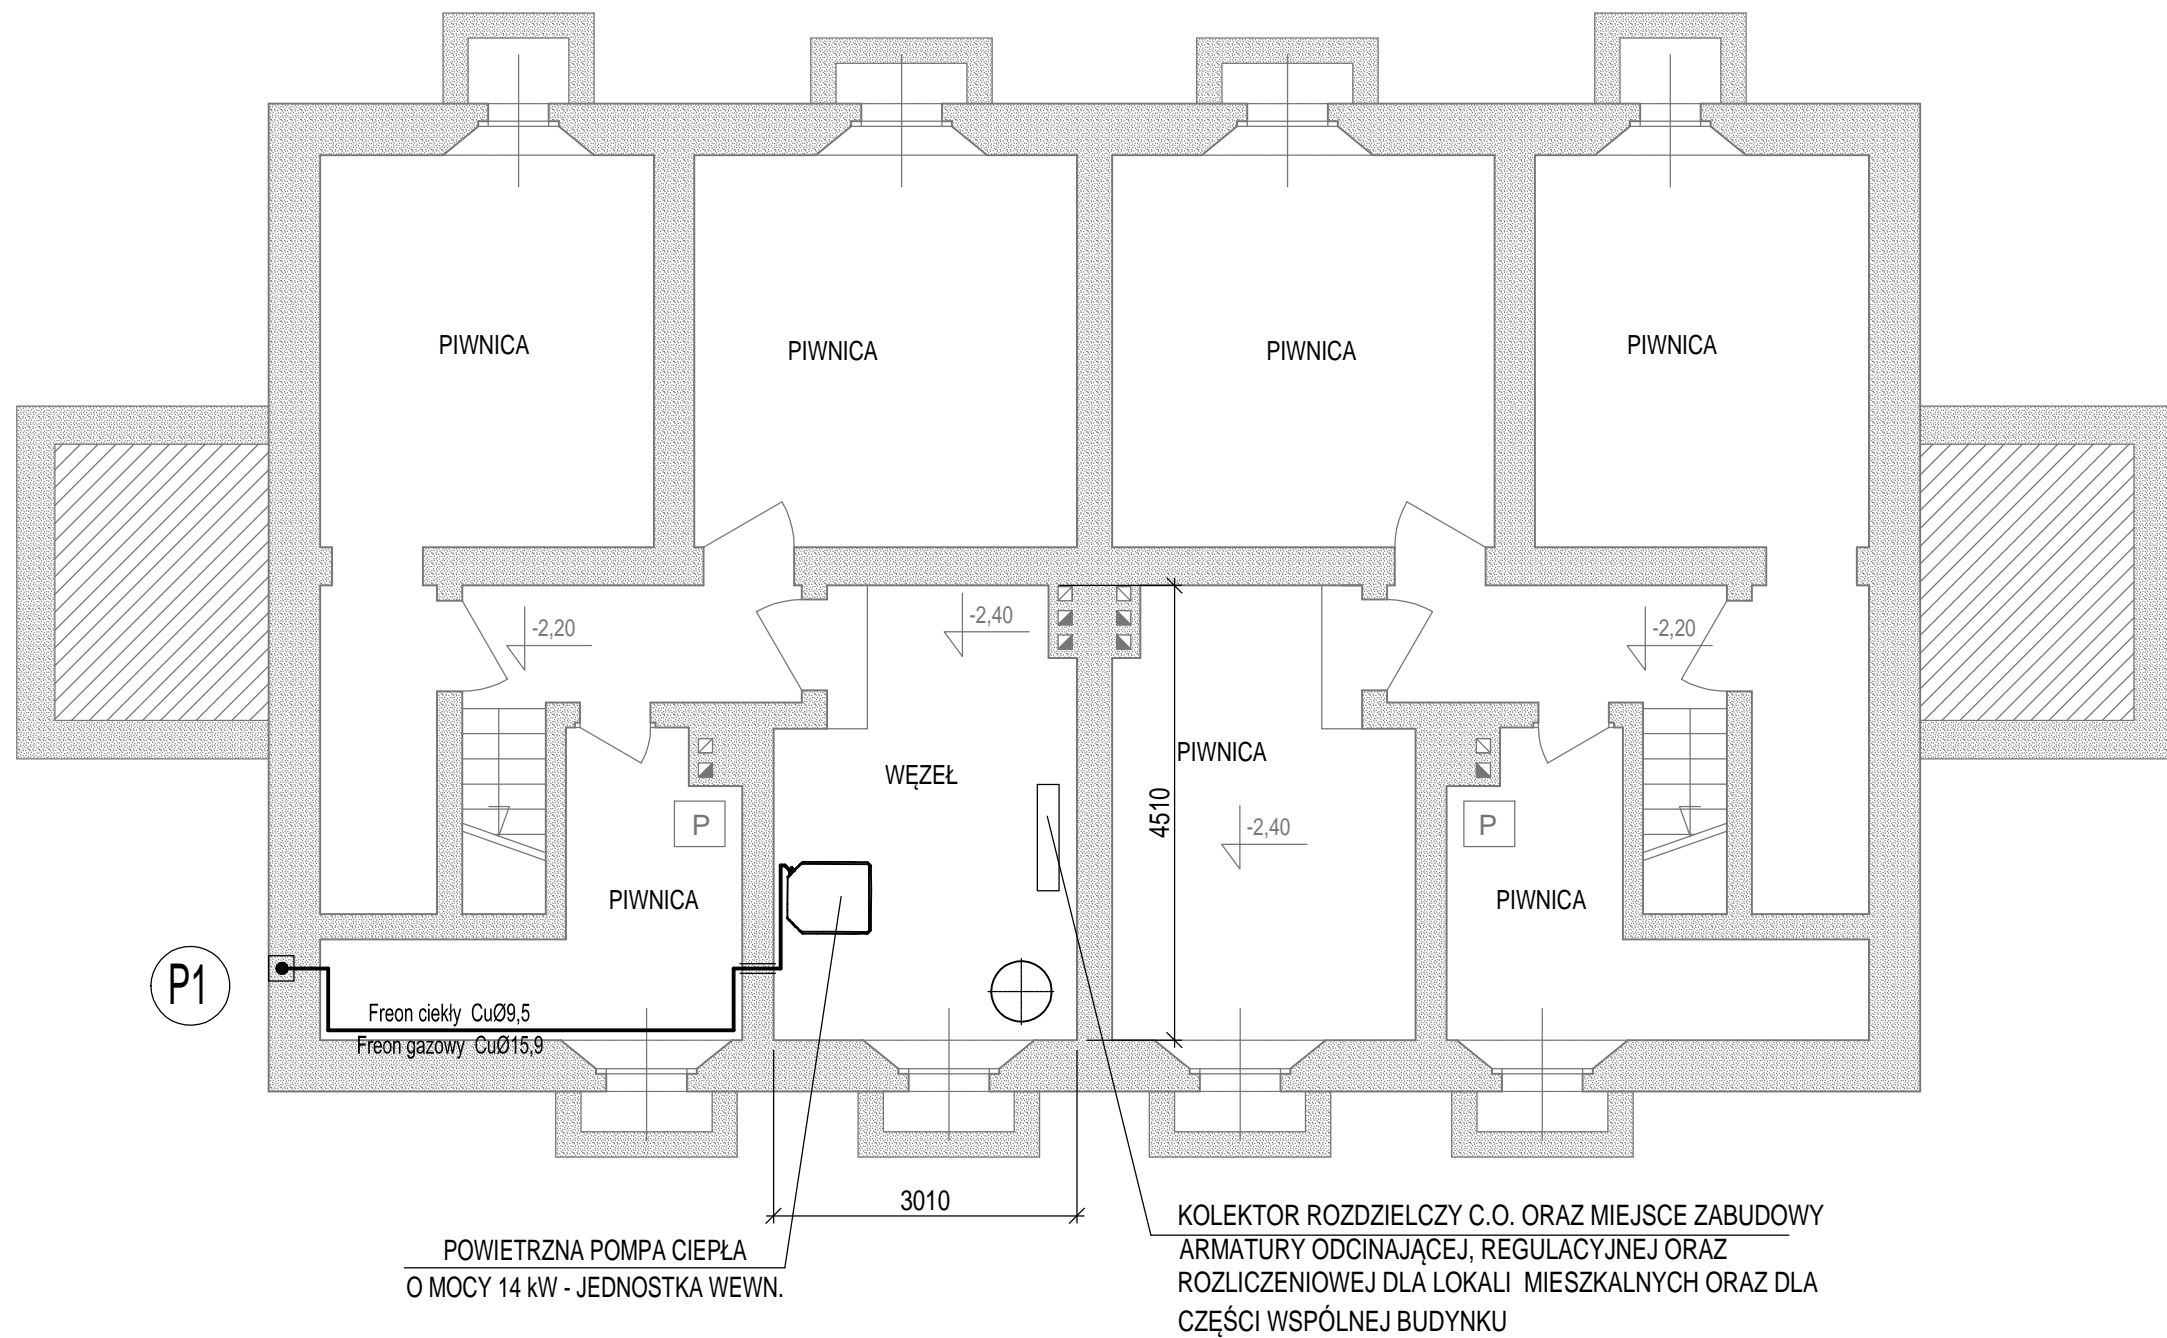 PIWNICA
PIWNICA
PIWNICA
PIWNICA
-2,20
-2,40
-2,20
WĘZEŁ
PIWNICA
4510
P
-2,40
P
PIWNICA
PIWNICA
P1
Freon ciekły CuØ9,5
Freon gazowy CuØ15,9
3010
POWIETRZNA POMPA CIEPŁA
O MOCY 14 kW - JEDNOSTKA WEWN.
KOLEKTOR ROZDZIELCZY C.O. ORAZ MIEJSCE ZABUDOWY
ARMATURY ODCINAJĄCEJ, REGULACYJNEJ ORAZ
ROZLICZENIOWEJ DLA LOKALI MIESZKALNYCH ORAZ DLA
CZĘŚCI WSPÓLNEJ BUDYNKU